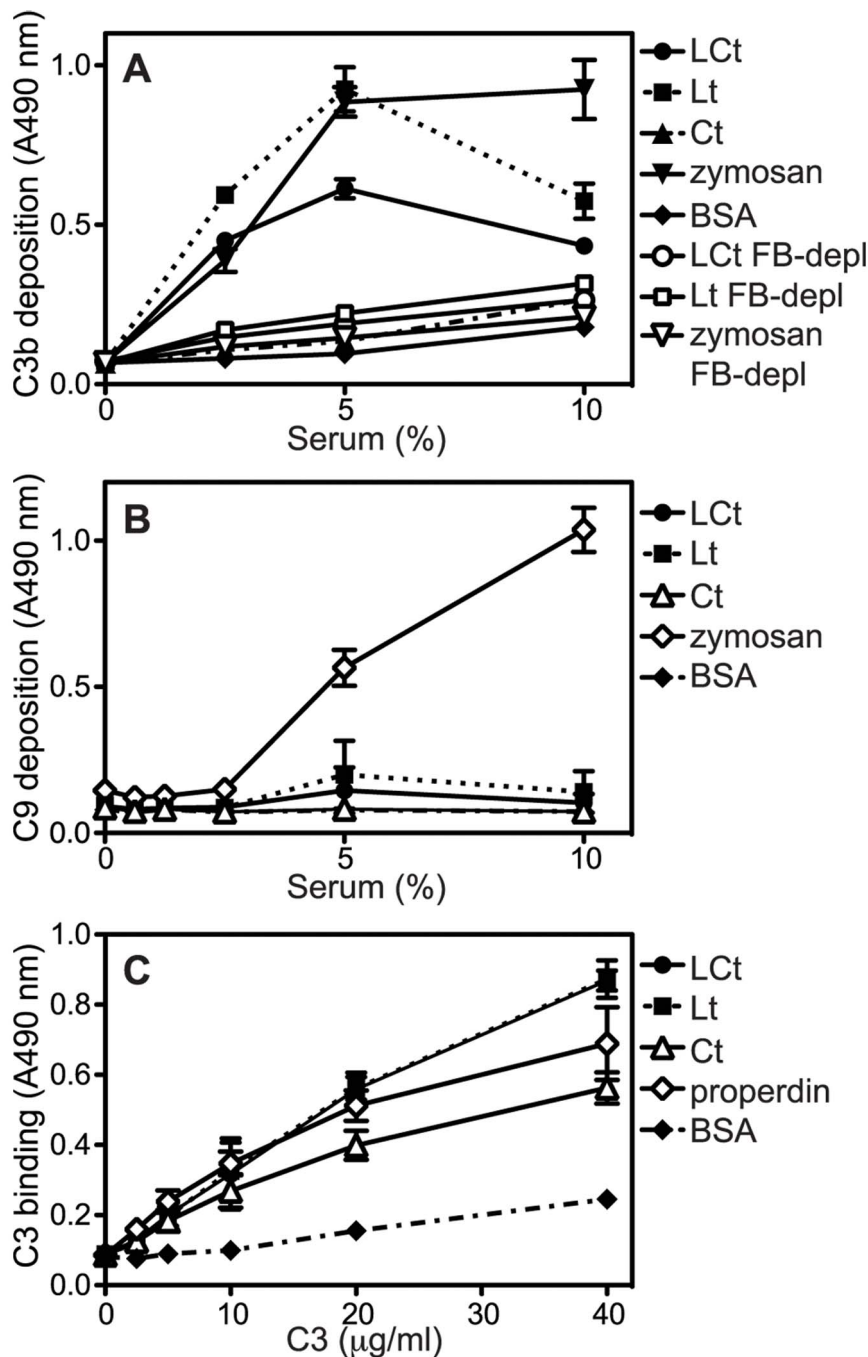 A
C3b deposition (A490 nm)
1.0
0.5
0.0
0
5
10
Serum (%)
LCt
Lt
Ct
zymosan
BSA
LCt FB-depl
Lt FB-depl
zymosan
FB-depl
B
C9 deposition (A490 nm)
1.0
0.5
0.0
0
5
10
Serum (%)
LCt
Lt
Ct
zymosan
BSA
C
C3 binding (A490 nm)
1.0
0.8
0.6
0.4
0.2
0.0
0
10
20
30
40
C3 (μg/ml)
LCt
Lt
Ct
properdin
BSA